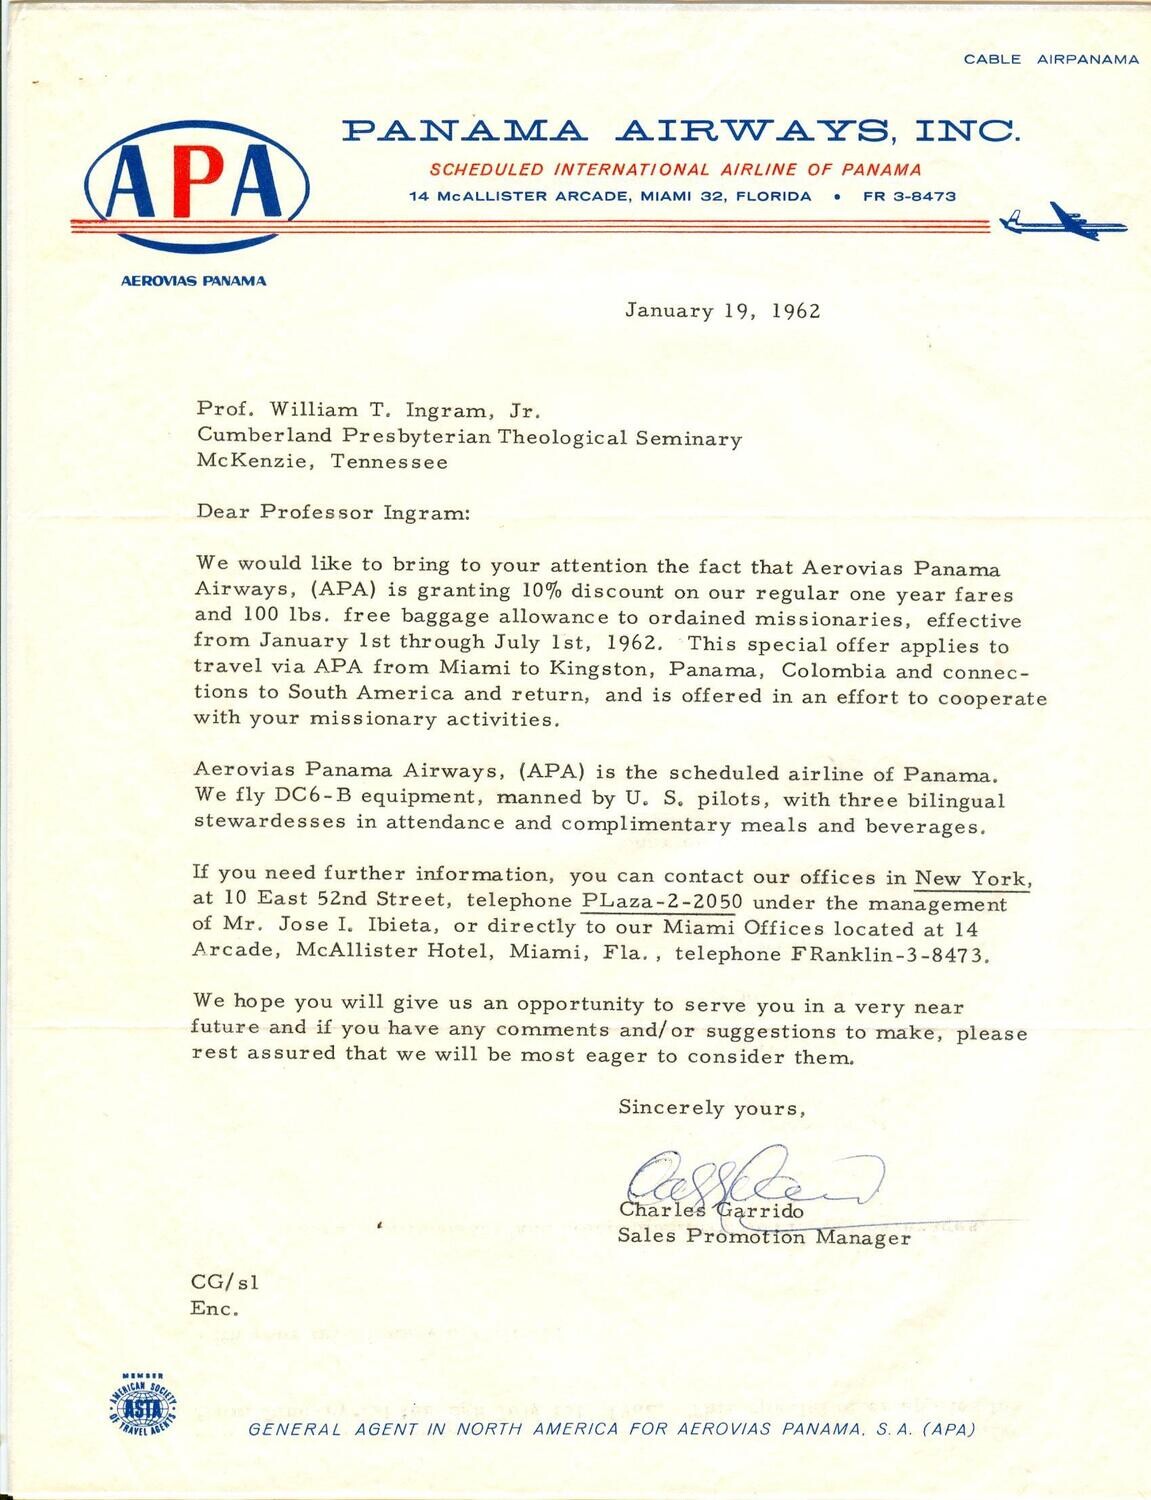 CABLE AIRPANAMA
APA
PANAMA AIRWAYS, INC.
SCHEDULED INTERNATIONAL AIRLINE OF PANAMA
14 McALLISTER ARCADE, MIAMI 32, FLORIDA • FR 3-8473
AEROVIAS PANAMA
January 19, 1962
Prof. William T. Ingram, Jr.
Cumberland Presbyterian Theological Seminary
McKenzie, Tennessee
Dear Professor Ingram:
We would like to bring to your attention the fact that Aerovias Panama
Airways, (APA) is granting 10% discount on our regular one year fares
and 100 lbs. free baggage allowance to ordained missionaries, effective
from January 1st through July 1st, 1962. This special offer applies to
travel via APA from Miami to Kingston, Panama, Colombia and connec-
tions to South America and return, and is offered in an effort to cooperate
with your missionary activities.
Aerovias Panama Airways, (APA) is the scheduled airline of Panama.
We fly DC6-B equipment, manned by U. S. pilots, with three bilingual
stewardesses in attendance and complimentary meals and beverages.
If you need further information, you can contact our offices in New York,
at 10 East 52nd Street, telephone PLaza-2-2050 under the management
of Mr. Jose I. Ibieta, or directly to our Miami Offices located at 14
Arcade, McAllister Hotel, Miami, Fla., telephone FRanklin-3-8473.
We hope you will give us an opportunity to serve you in a very near
future and if you have any comments and/or suggestions to make, please
rest assured that we will be most eager to consider them.
Sincerely yours,
Charles Garrido
Sales Promotion Manager
CG/sl
Enc.
MEMBER
AMERICAN SOCIETY
ASTA
OF TRAVEL AGENTS
GENERAL AGENT IN NORTH AMERICA FOR AEROVIAS PANAMA, S. A. (APA)